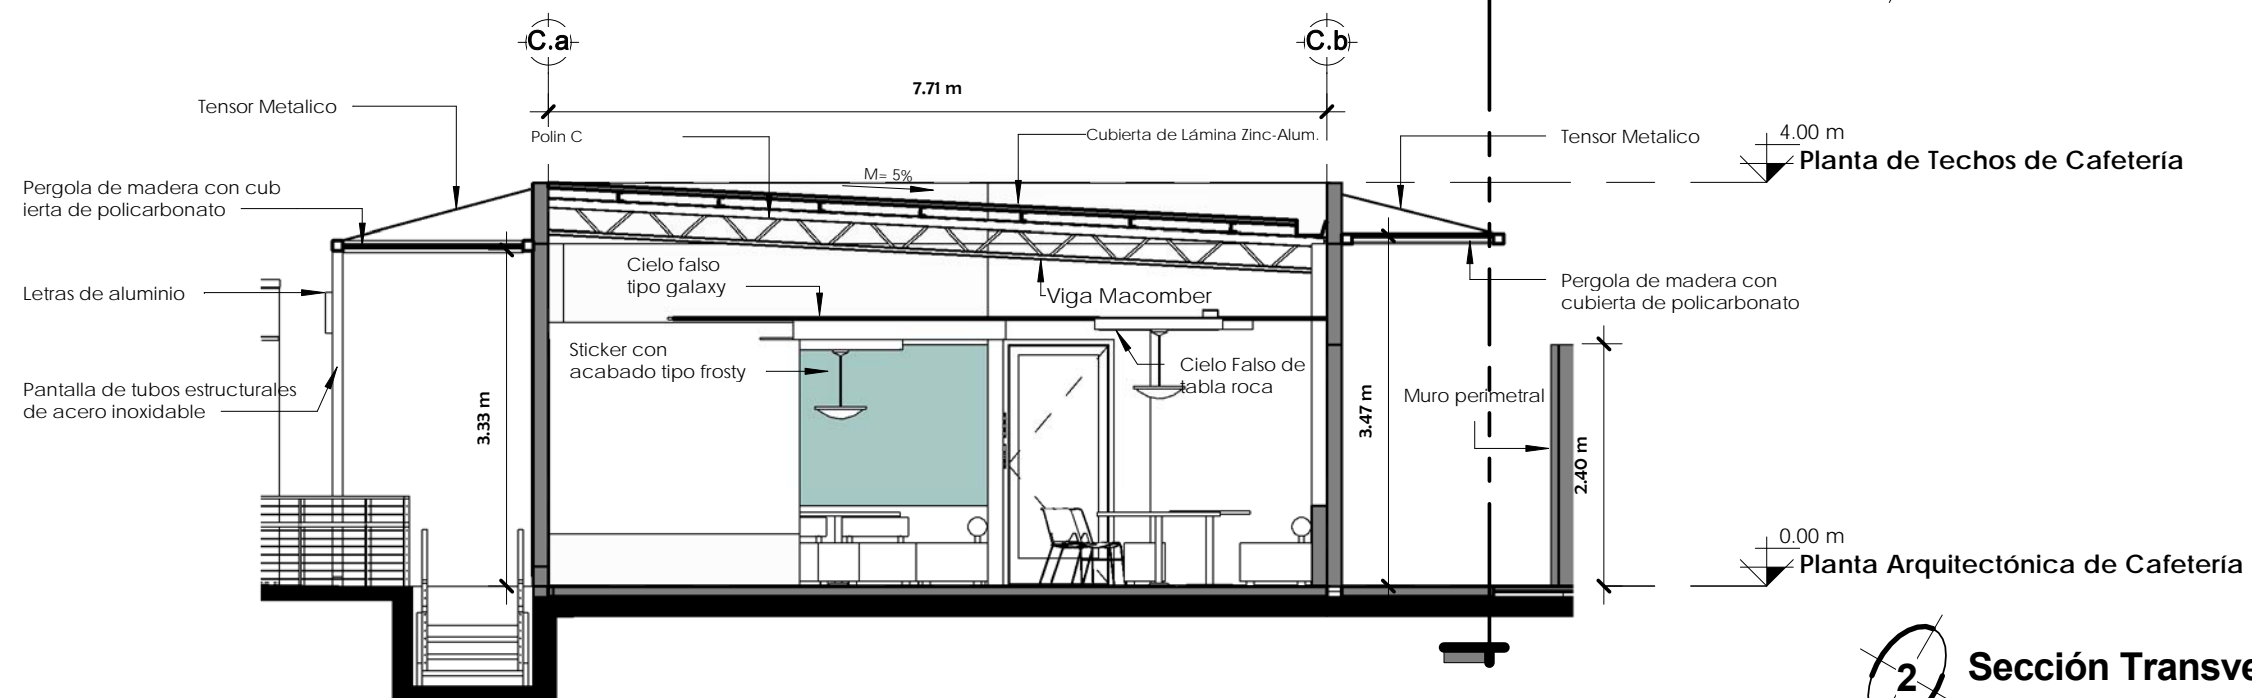 C.a
C.b
7.71 m
Tensor Metalico
Polin C
Cubierta de Lámina Zinc-Alum.
Tensor Metalico
4.00 m
Planta de Techos de Cafetería
M= 5%
Pergola de madera con cub
ierta de policarbonato
Cielo falso
tipo galaxy
Viga Macomber
Pergola de madera con
cubierta de policarbonato
Letras de aluminio
Sticker con
acabado tipo frosty
Cielo Falso de
tabla roca
Pantalla de tubos estructurales
de acero inoxidable
Muro perimetral
3.33 m
3.47 m
2.40 m
0.00 m
Planta Arquitectónica de Cafetería
2
Sección Transve